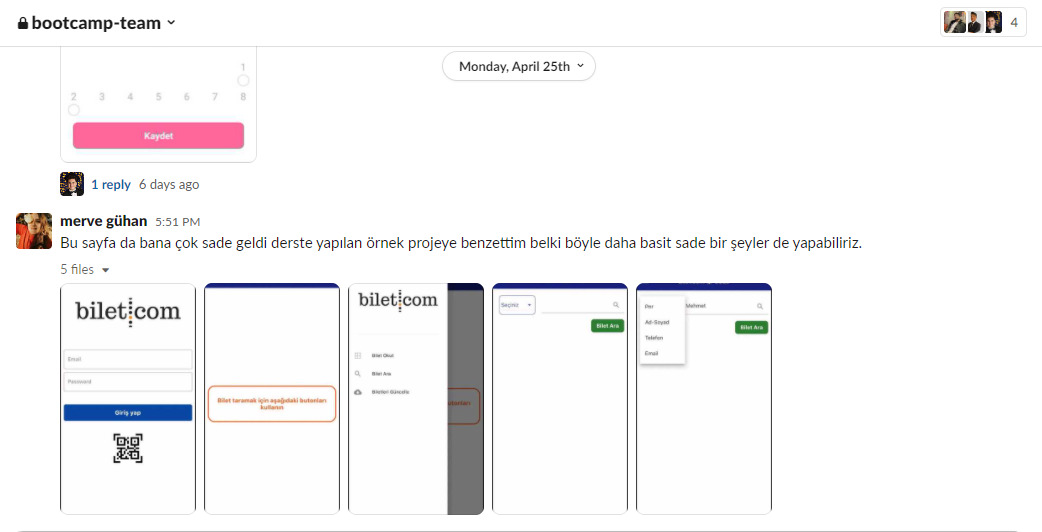 bootcamp-team
4
Monday, April 25th
1
2 3 4 5 6 7 8
Kaydet
1 reply 6 days ago
merve gühan 5:51 PM
Bu sayfa da bana çok sade geldi derste yapılan örnek projeye benzettim belki böyle daha basit sade bir şeyler de yapabiliriz.
5 files
bilet:com
Email
Password
Giriş yap
Bilet taramak için aşağıdaki butonları
kullanın
bilet:com
Bilet Okut
Bilet Ara
Biletleri Güncelle
butonları
Seçiniz
Bilet Ara
Pnr
Mehmet
Ad-Soyad
Telefon
Email
Bilet Ara